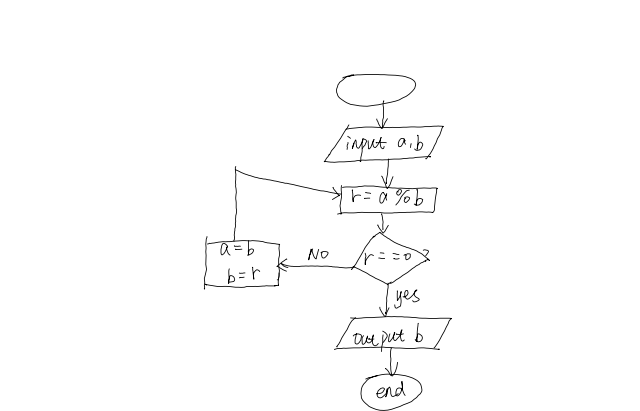 input a,b
r = a % b
r = = 0 ?
NO
a = b
b = r
yes
output b
end